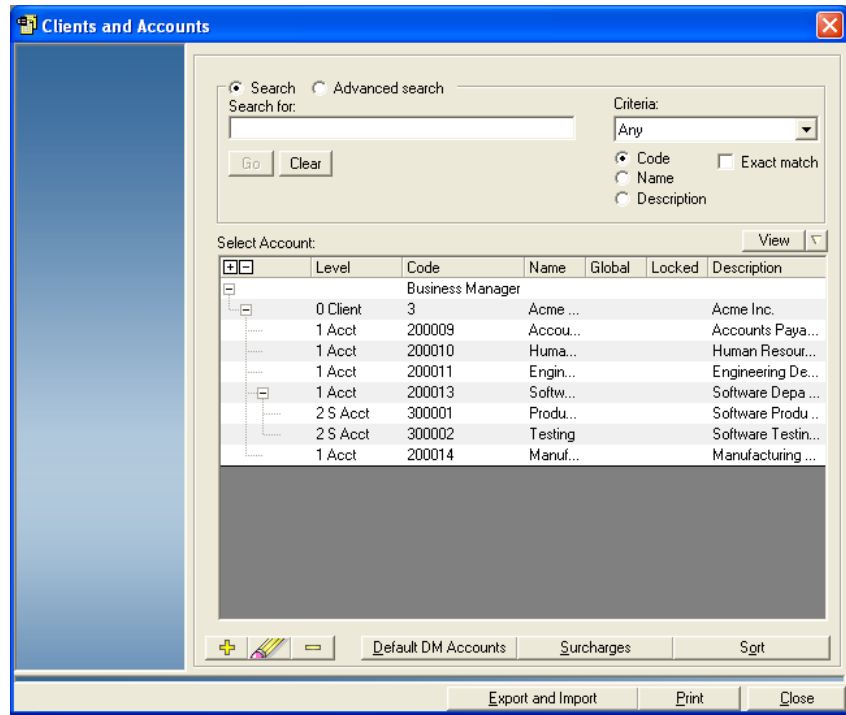 Clients and Accounts
Search Advanced search
Search for:
Criteria:
Any
Go Clear
Code
Exact match
Name
Description
View
Select Account:
Level Code Name Global Locked Description
Business Manager
0 Client 3 Acme ... Acme Inc.
1 Acct 200009 Accou... Accounts Paya...
1 Acct 200010 Huma... Human Resour...
1 Acct 200011 Engin... Engineering De...
1 Acct 200013 Softw... Software Depa ...
2 S Acct 300001 Produ... Software Produ ..
2 S Acct 300002 Testing Software Testin...
1 Acct 200014 Manuf... Manufacturing ...
Default DM Accounts Surcharges Sort
Export and Import Print Close